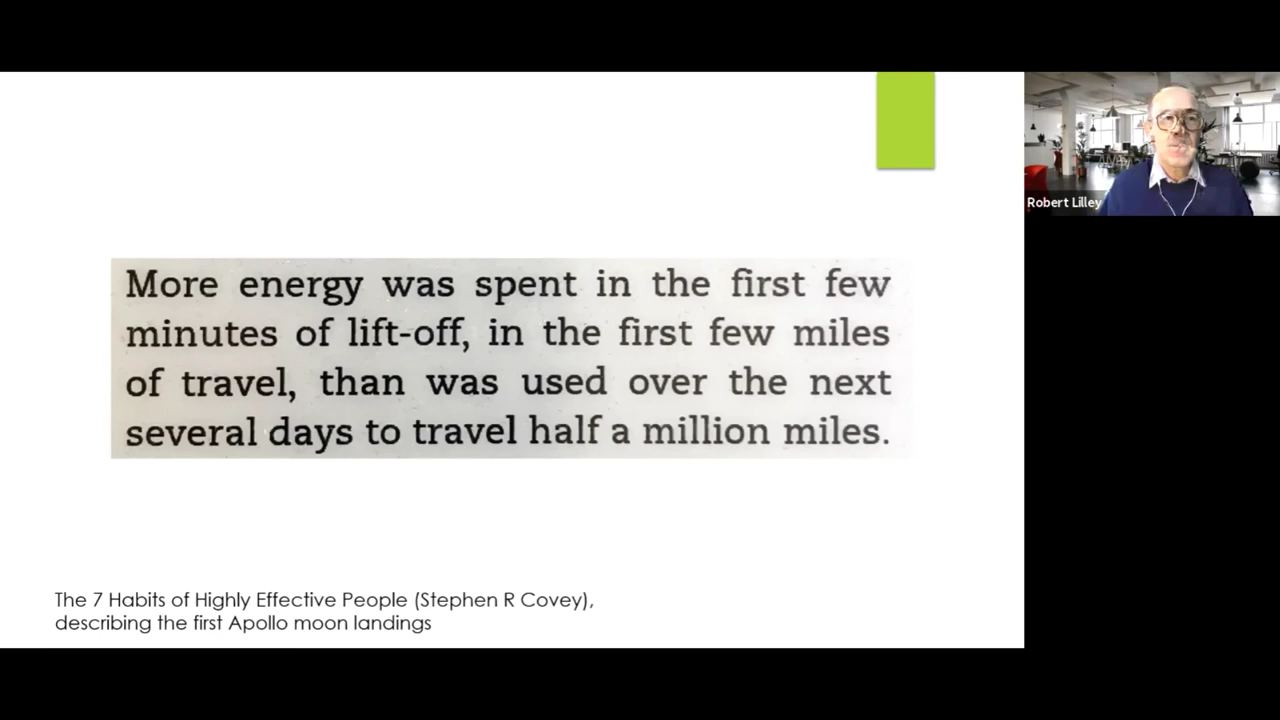 More energy was spent in the first few
minutes of lift-off, in the first few miles
of travel, than was used over the next
several days to travel half a million miles.
The 7 Habits of Highly Effective People (Stephen R Covey),
describing the first Apollo moon landings
Robert Lilley